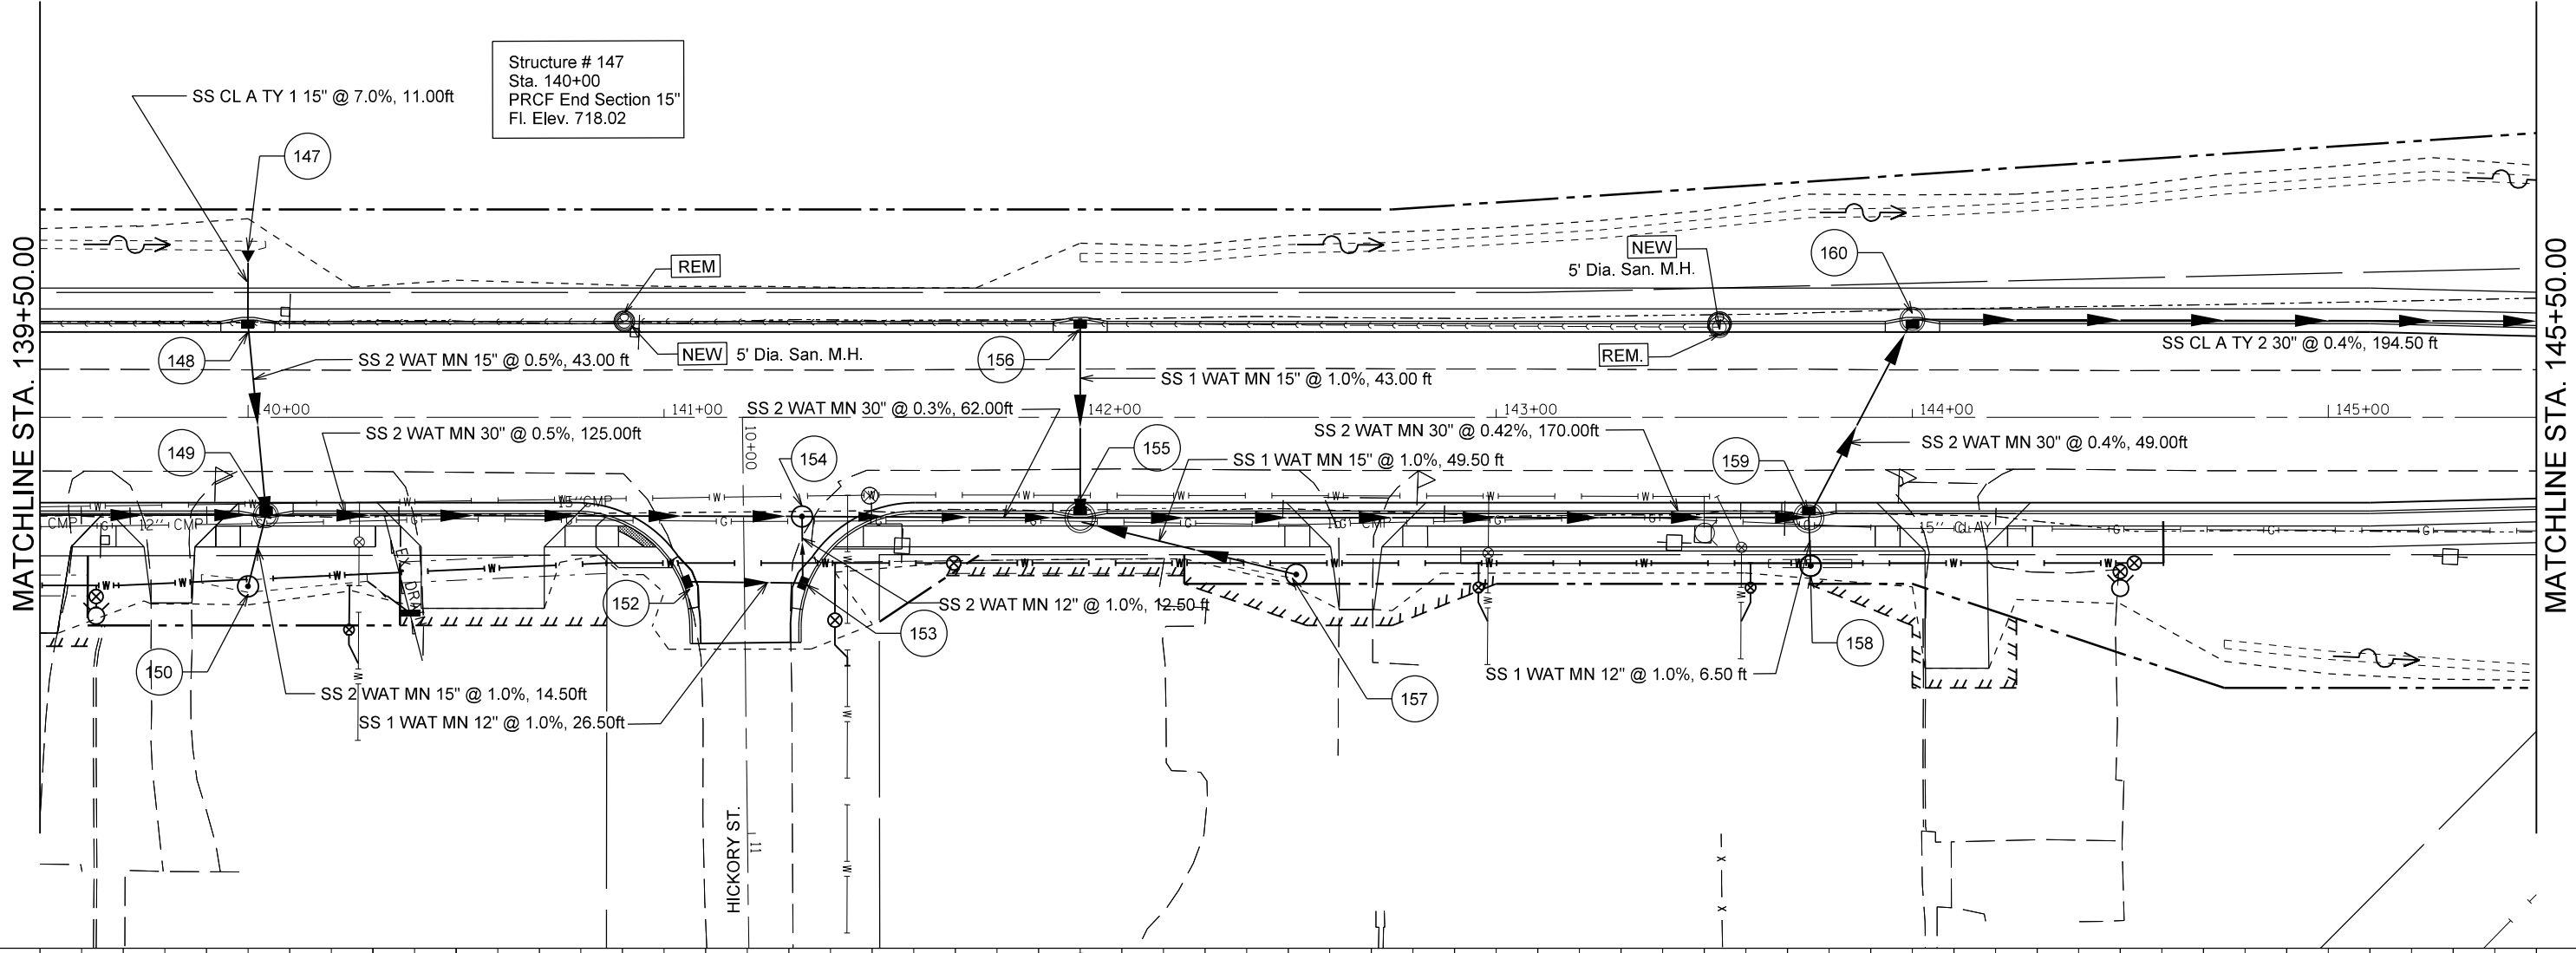 Structure # 147
Sta. 140+00
PRCF End Section 15"
Fl. Elev. 718.02
SS CL A TY 1 15" @ 7.0%, 11.00ft
147
MATCHLINE STA. 139+50.00
MATCHLINE STA. 145+50.00
REM
NEW
5' Dia. San. M.H.
160
148
SS 2 WAT MN 15" @ 0.5%, 43.00 ft
NEW 5' Dia. San. M.H.
156
REM.
SS CL A TY 2 30" @ 0.4%, 194.50 ft
SS 1 WAT MN 15" @ 1.0%, 43.00 ft
140+00
141+00
SS 2 WAT MN 30" @ 0.3%, 62.00ft
142+00
143+00
144+00
145+00
SS 2 WAT MN 30" @ 0.5%, 125.00ft
10+00
SS 2 WAT MN 30" @ 0.42%, 170.00ft
SS 2 WAT MN 30" @ 0.4%, 49.00ft
149
154
155
SS 1 WAT MN 15" @ 1.0%, 49.50 ft
159
15" CMP
CMP
12" CMP
CMP
15" CLAY
152
SS 2 WAT MN 12" @ 1.0%, 12.50 ft
153
158
150
SS 1 WAT MN 12" @ 1.0%, 6.50 ft
157
SS 2 WAT MN 15" @ 1.0%, 14.50ft
SS 1 WAT MN 12" @ 1.0%, 26.50ft
HICKORY ST.
11